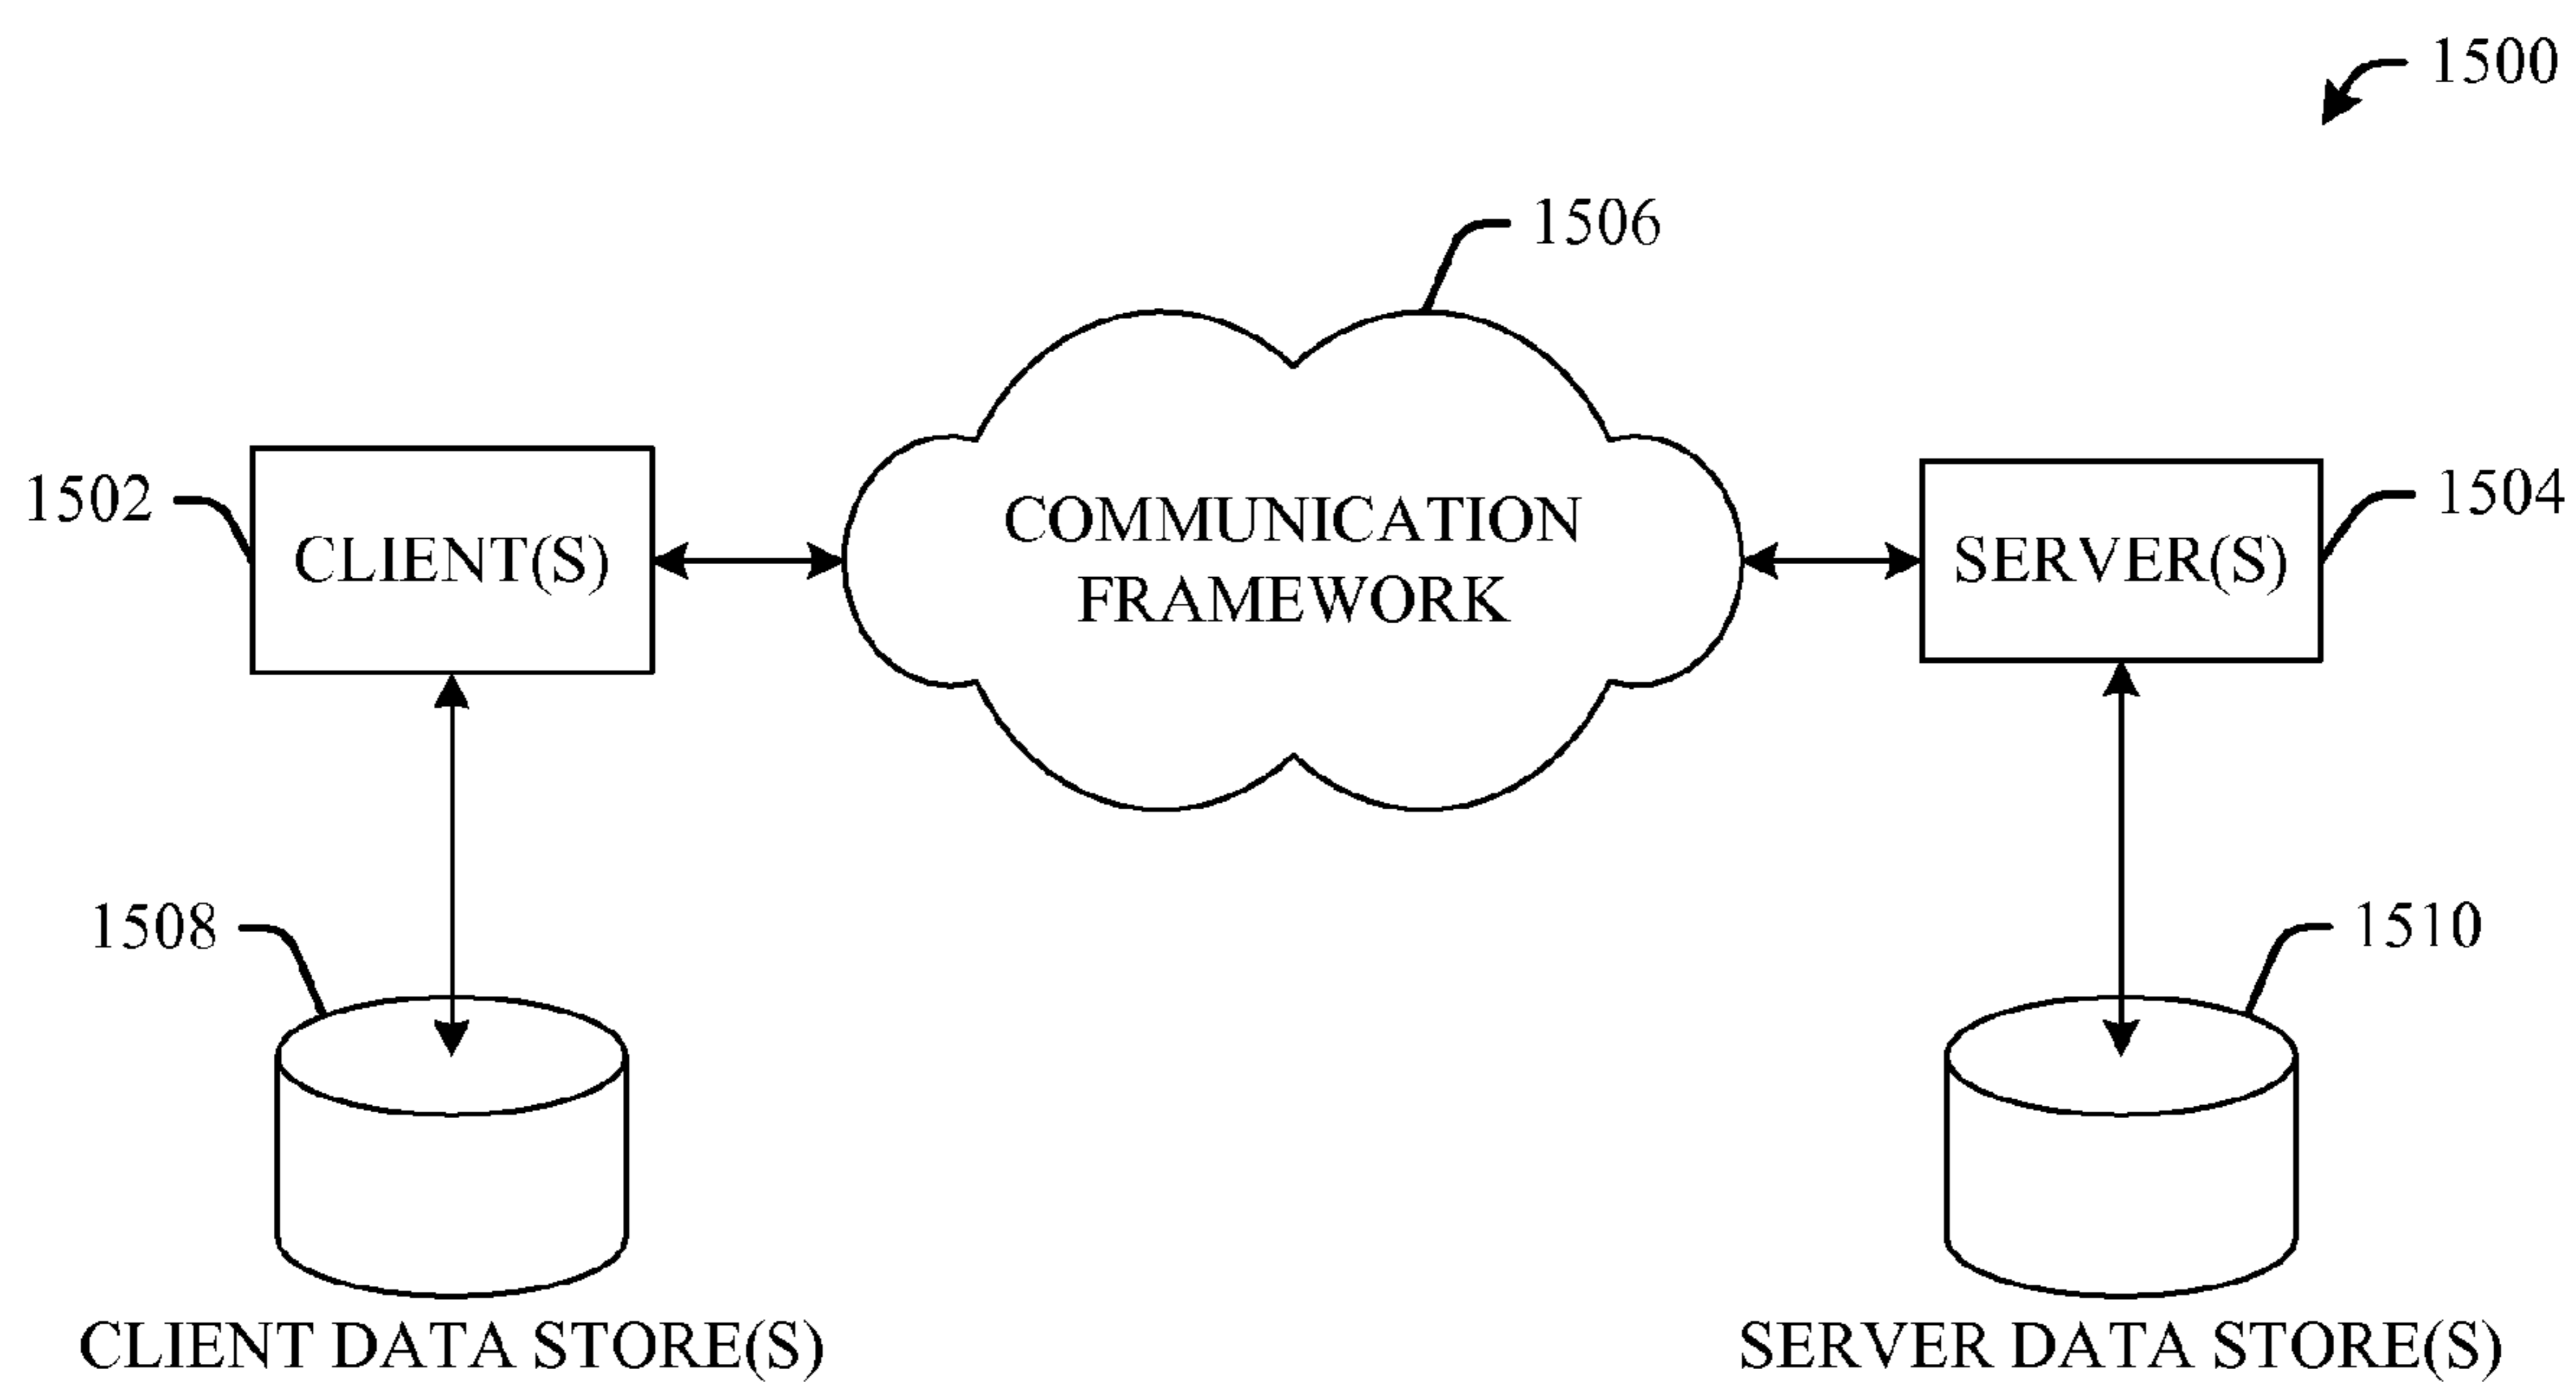 1500
1506
1502
CLIENT(S)
COMMUNICATION
FRAMEWORK
SERVER(S)
1504
1508
1510
CLIENT DATA STORE(S)
SERVER DATA STORE(S)